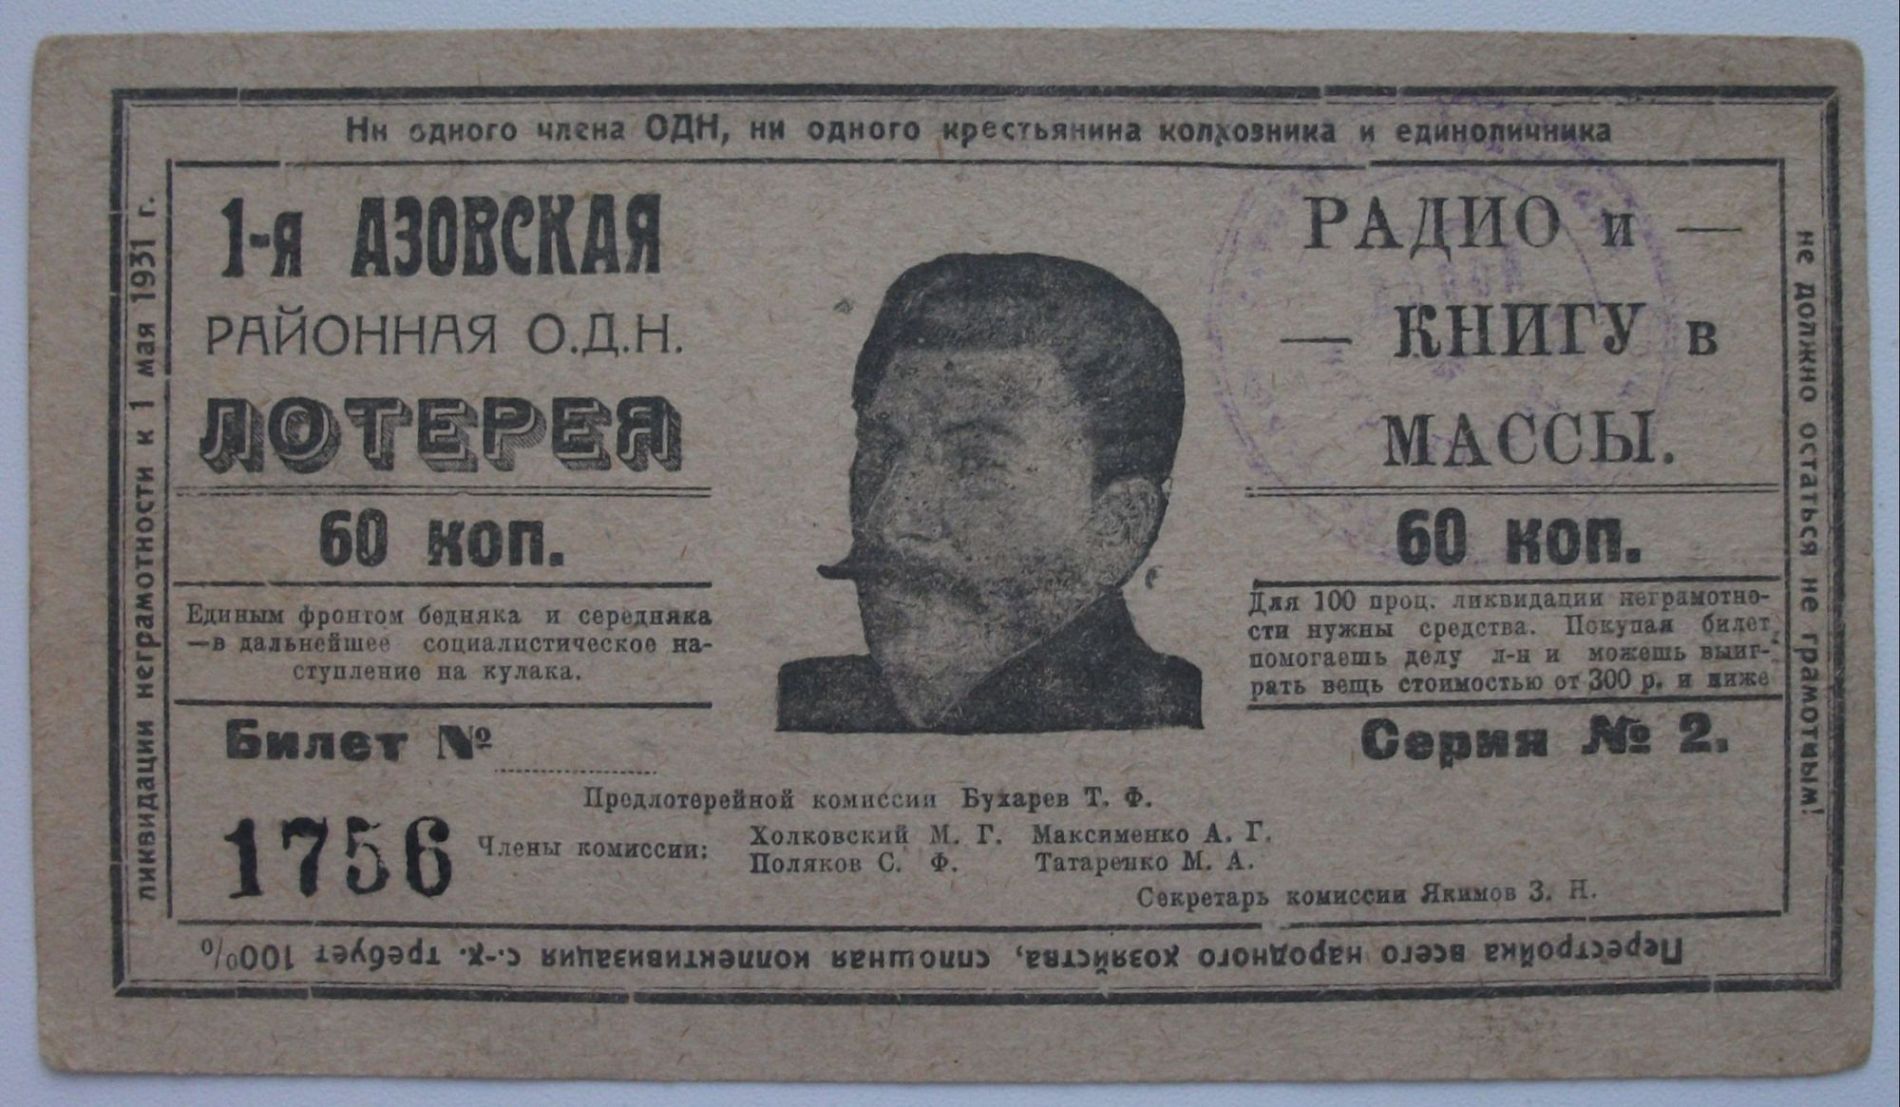 Ни одного члена ОДН, ни одного крестьянина колхозника и единоличника
не должно остаться не грамотным!
Перестройка всего народного хозяйства, сплошная коллективизация с.-х. требует 100%
ликвидации неграмотности к 1 мая 1931 г.
1-я АЗОВСКАЯ
РАЙОННАЯ О.Д.Н.
ЛОТЕРЕЯ
60 коп.
Единым фронтом бедняка и середняка
—в дальнейшее социалистическое на-
ступление на кулака.
Билет №
1756
РАДИО и —
— КНИГУ в
МАССЫ.
60 коп.
Для 100 проц. ликвидации неграмотно-
сти нужны средства. Покупая билет
помогаешь делу л-н и можешь выиг-
рать вещь стоимостью от 300 р. и ниже
Серия № 2.
Предлотерейной комиссии Бухарев Т. Ф.
Члены комиссии: Холковский М. Г. Максименко А. Г.
Поляков С. Ф. Татаренко М. А.
Секретарь комиссии Якимов З. Н.